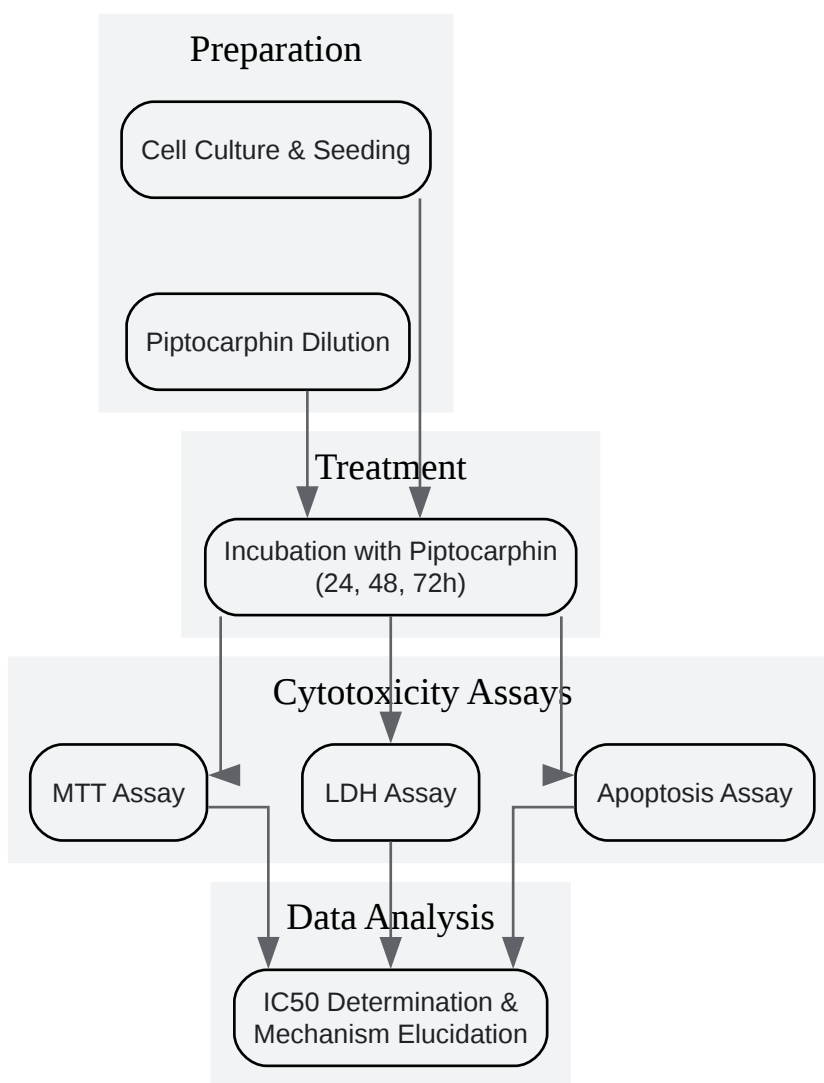 Preparation
Cell Culture & Seeding
Piptocarphin Dilution
Treatment
Incubation with Piptocarphin
(24, 48, 72h)
Cytotoxicity Assays
MTT Assay
LDH Assay
Apoptosis Assay
Data Analysis
IC50 Determination &
Mechanism Elucidation